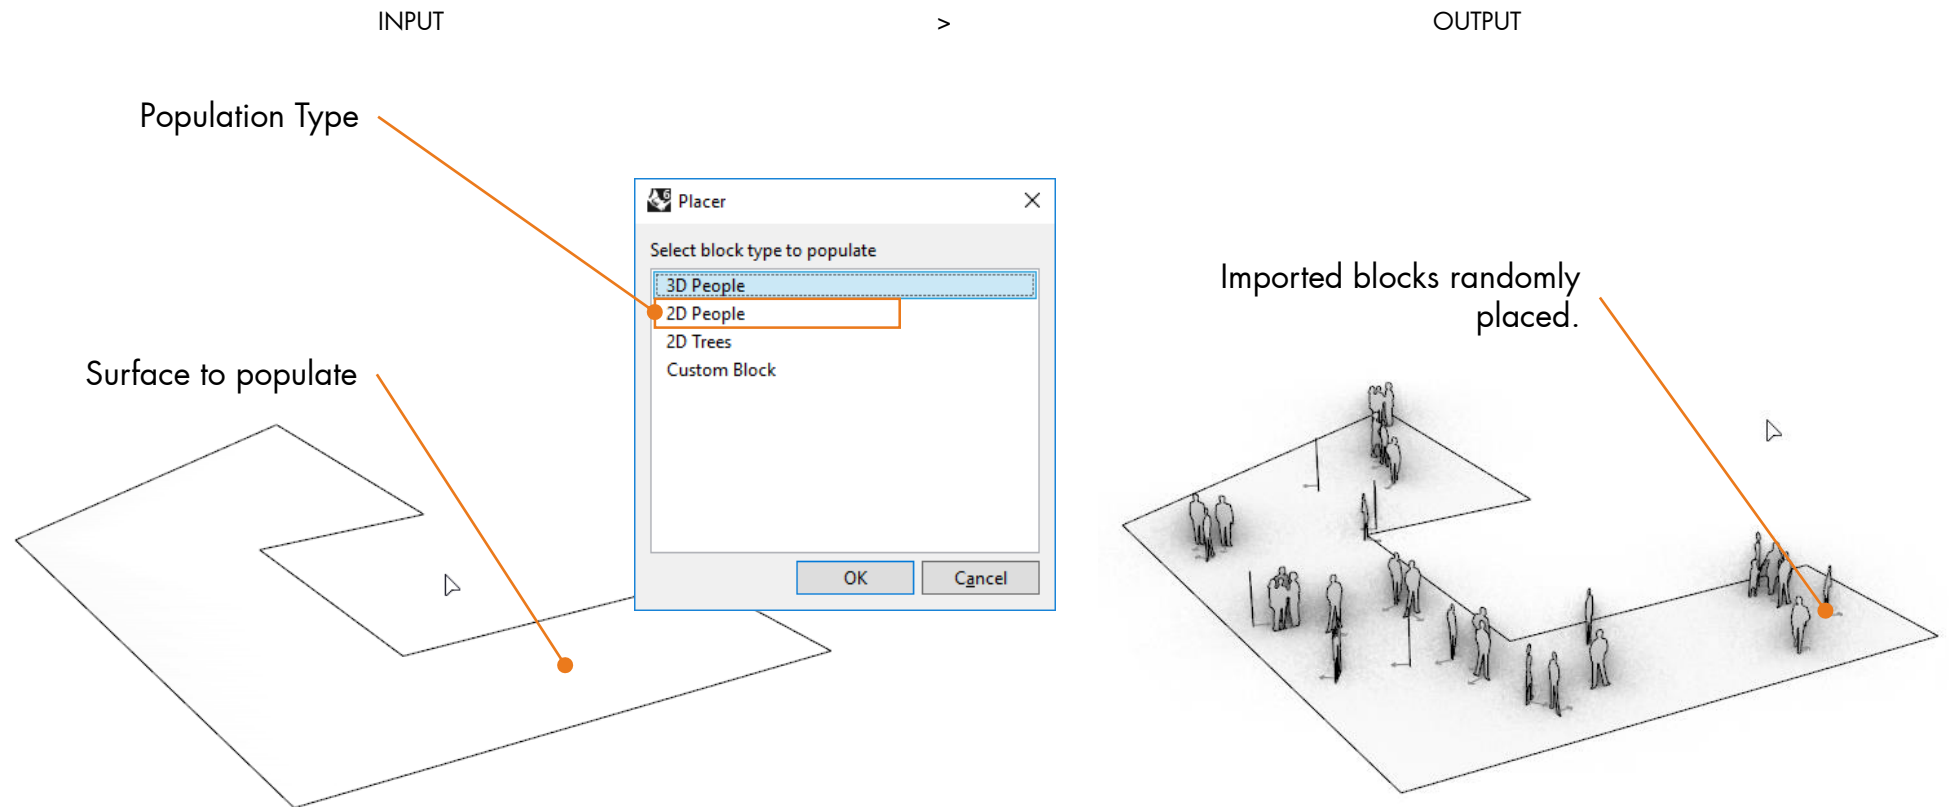 INPUT
>
OUTPUT
Population Type
6
Placer
Select block type to populate
3D People
2D People
2D Trees
Custom Block
OK
Cancel
Surface to populate
Imported blocks randomly
placed.